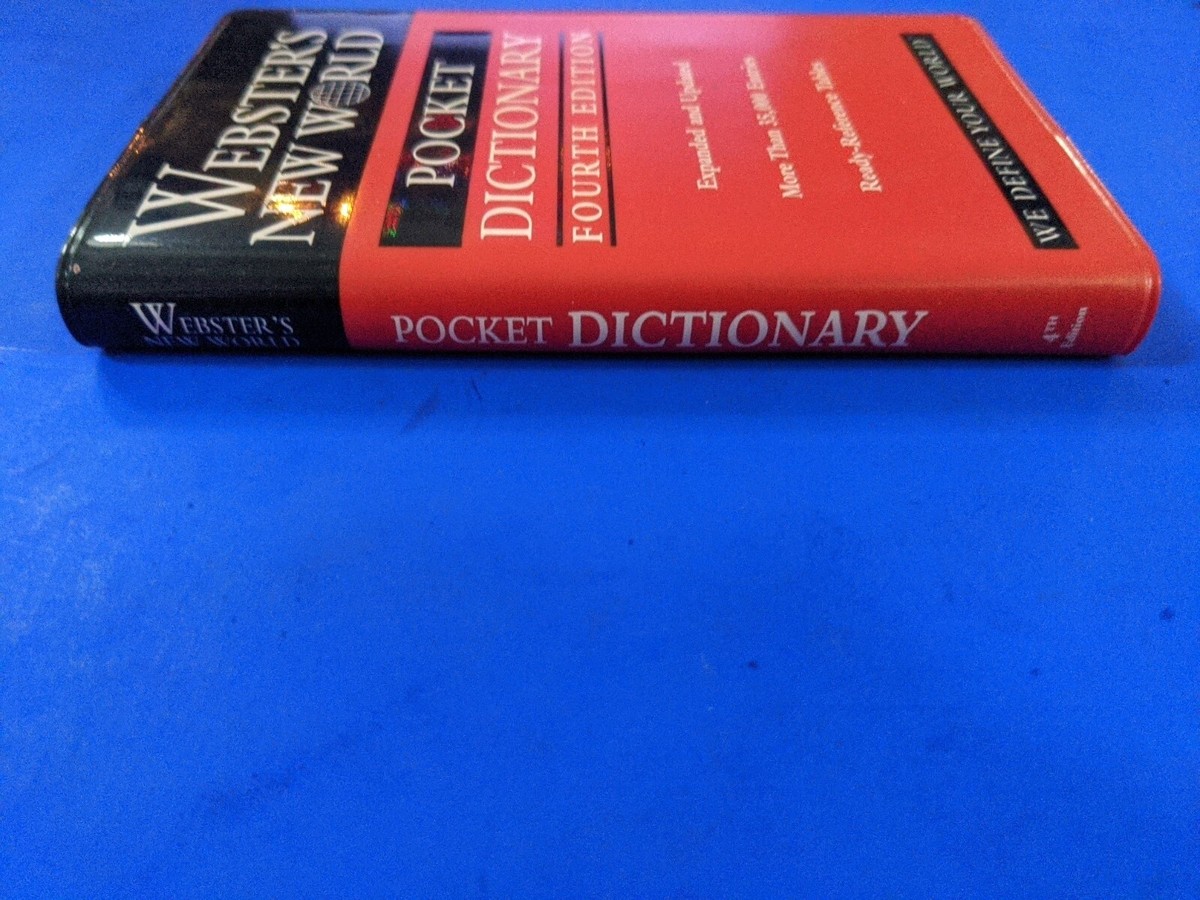 WEBSTER'S
NEW WORLD
POCKET
DICTIONARY
FOURTH EDITION
Expanded and Updated
More Than 35,000 Entries
Ready-Reference Tables
WE DEFINE YOUR WORLD
WEBSTER'S
NEW WORLD
POCKET DICTIONARY
4TH
Edition